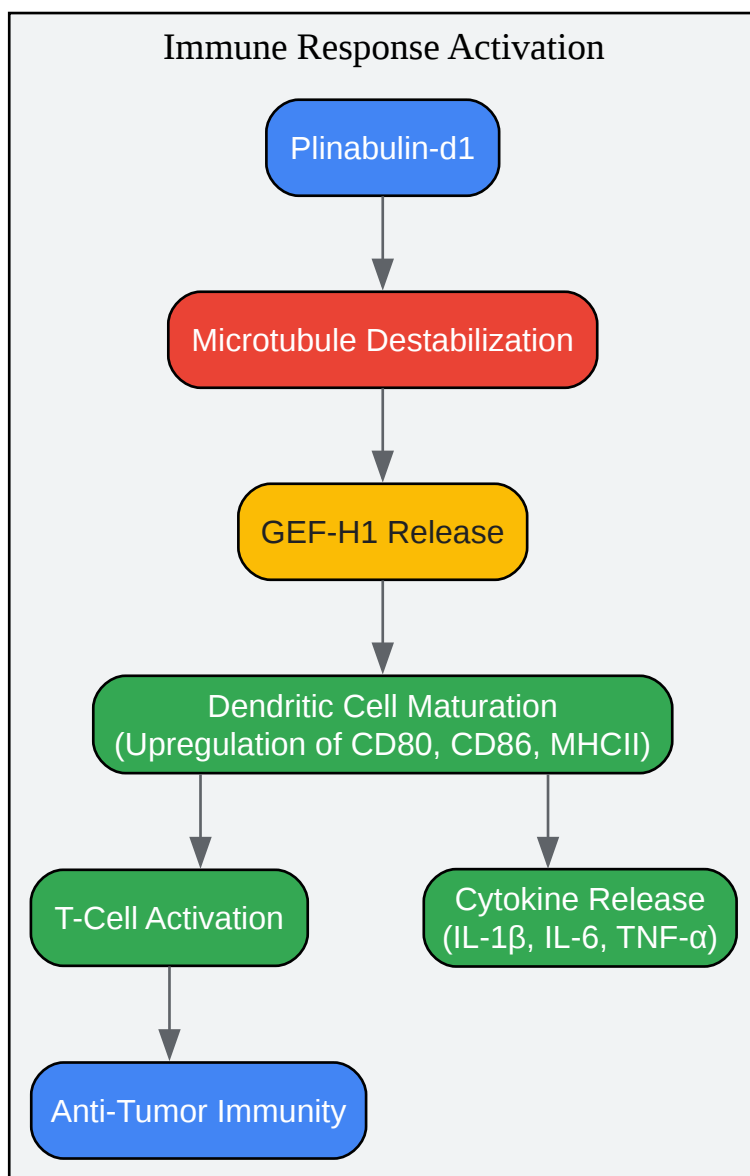 Immune Response Activation
Plinabulin-d1
Microtubule Destabilization
GEF-H1 Release
Dendritic Cell Maturation
(Upregulation of CD80, CD86, MHCII)
T-Cell Activation
Cytokine Release
(IL-1β, IL-6, TNF-α)
Anti-Tumor Immunity